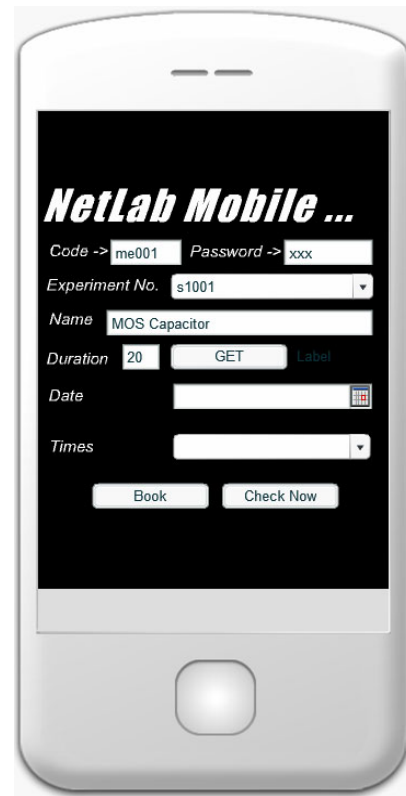 NetLab Mobile ...
Code -> me001 Password -> xxx
Experiment No. s1001
Name MOS Capacitor
Duration 20 GET Label
Date
Times
Book Check Now